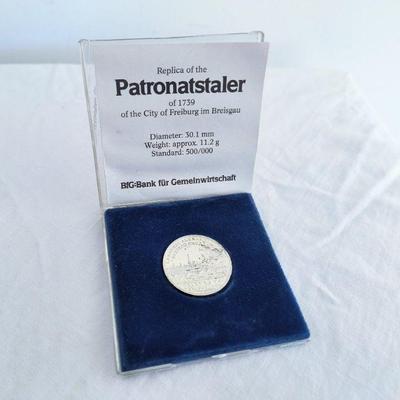 Replica of the
Patronatstaler
of 1739
of the City of Freiburg im Breisgau
Diameter: 30.1 mm
Weight: approx. 11.2 g
Standard: 500/000
BfG:Bank für Gemeinwirtschaft